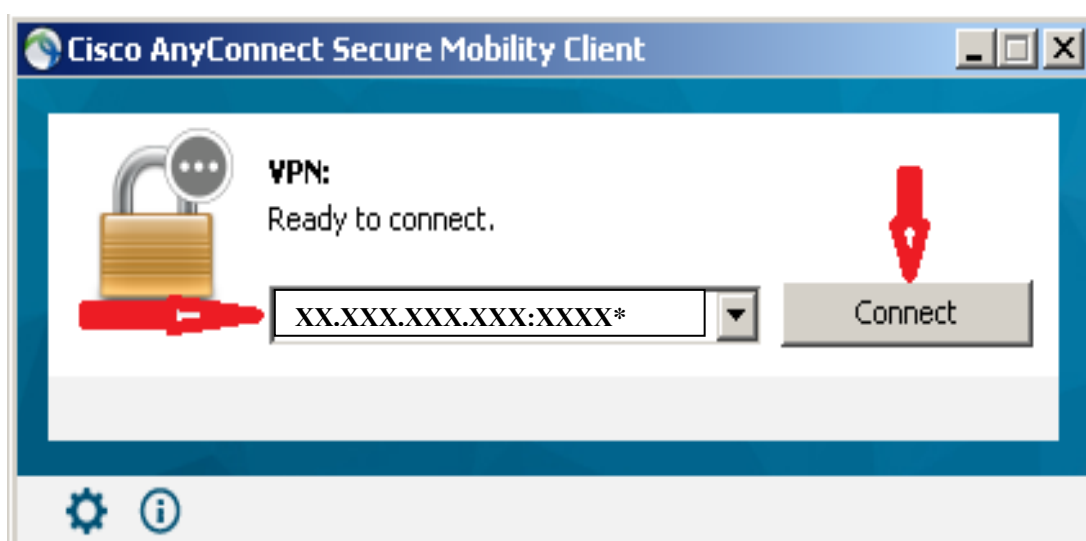 Cisco AnyConnect Secure Mobility Client
VPN:
Ready to connect.
XX.XXX.XXX.XXX:XXXX*
Connect